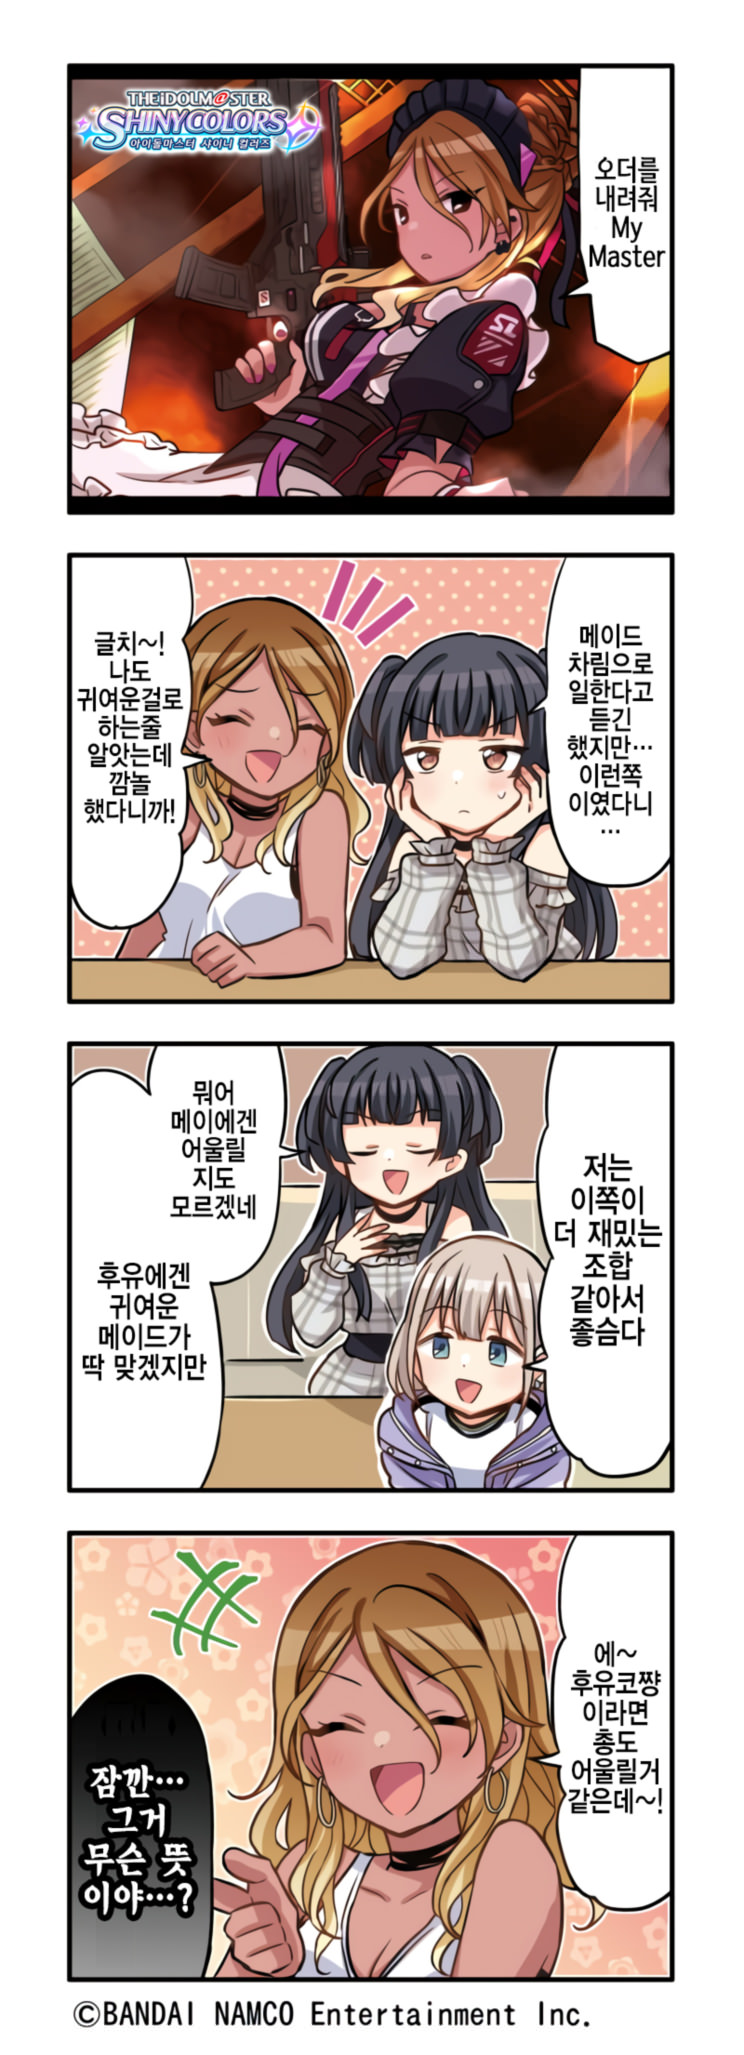 THE iDOLM@STER
SHINYCOLORS
아이돌마스터 샤이니 컬러즈
오더를
내려줘
My
Master
S
SL
메이드
차림으로
일한다고
듣긴
했지만…
이런쪽
이였다니
…
글치~!
나도
귀여운걸로
하는줄
알앗는데
깜놀
했다니까!
저는
이쪽이
더 재밌는
조합
같아서
좋슴다
뭐어
메이에겐
어울릴
지도
모르겠네
후유에겐
귀여운
메이드가
딱 맞겠지만
에~
후유코쨩
이라면
총도
어울릴거
같은데~!
잠깐…
그거
무슨 뜻
이야…?
©BANDAI NAMCO Entertainment Inc.